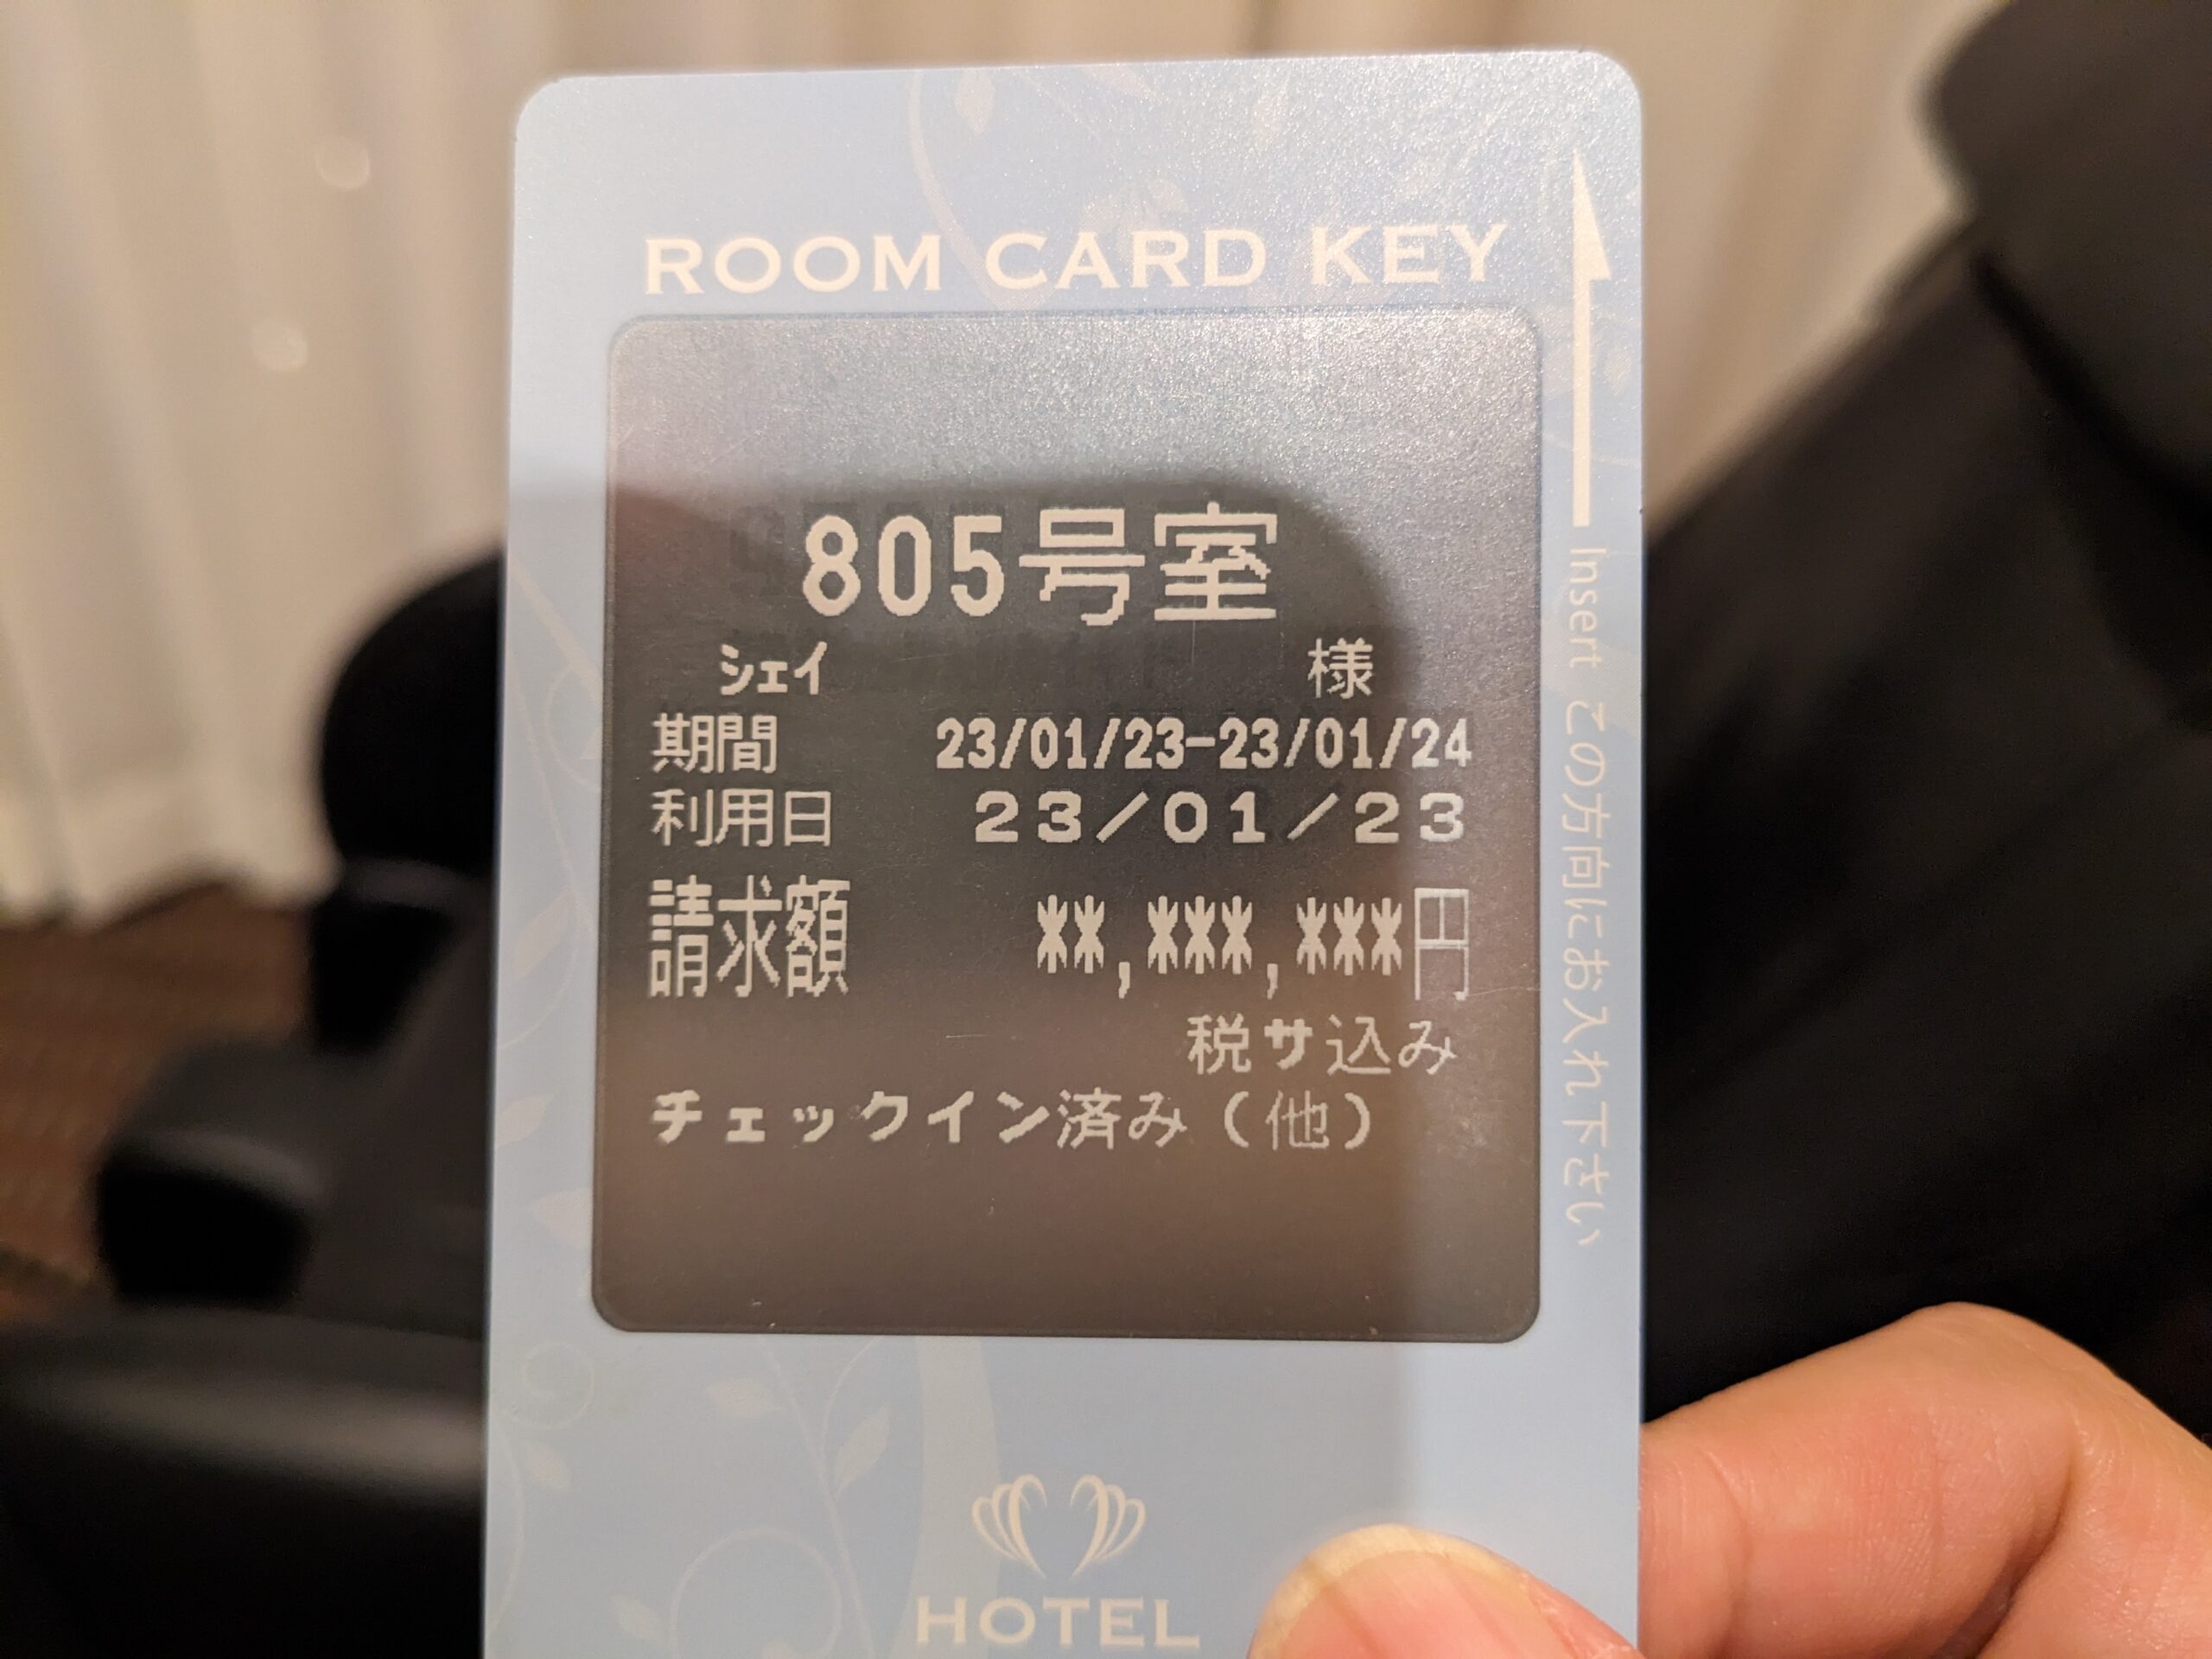 ROOM CARD KEY
805号室
シェイ 様
期間 23/01/23-23/01/24
利用日 23/01/23
請求額 **,***,***円
税サ込み
チェックイン済み(他)
Insert この方向にお入れ下さい
HOTEL